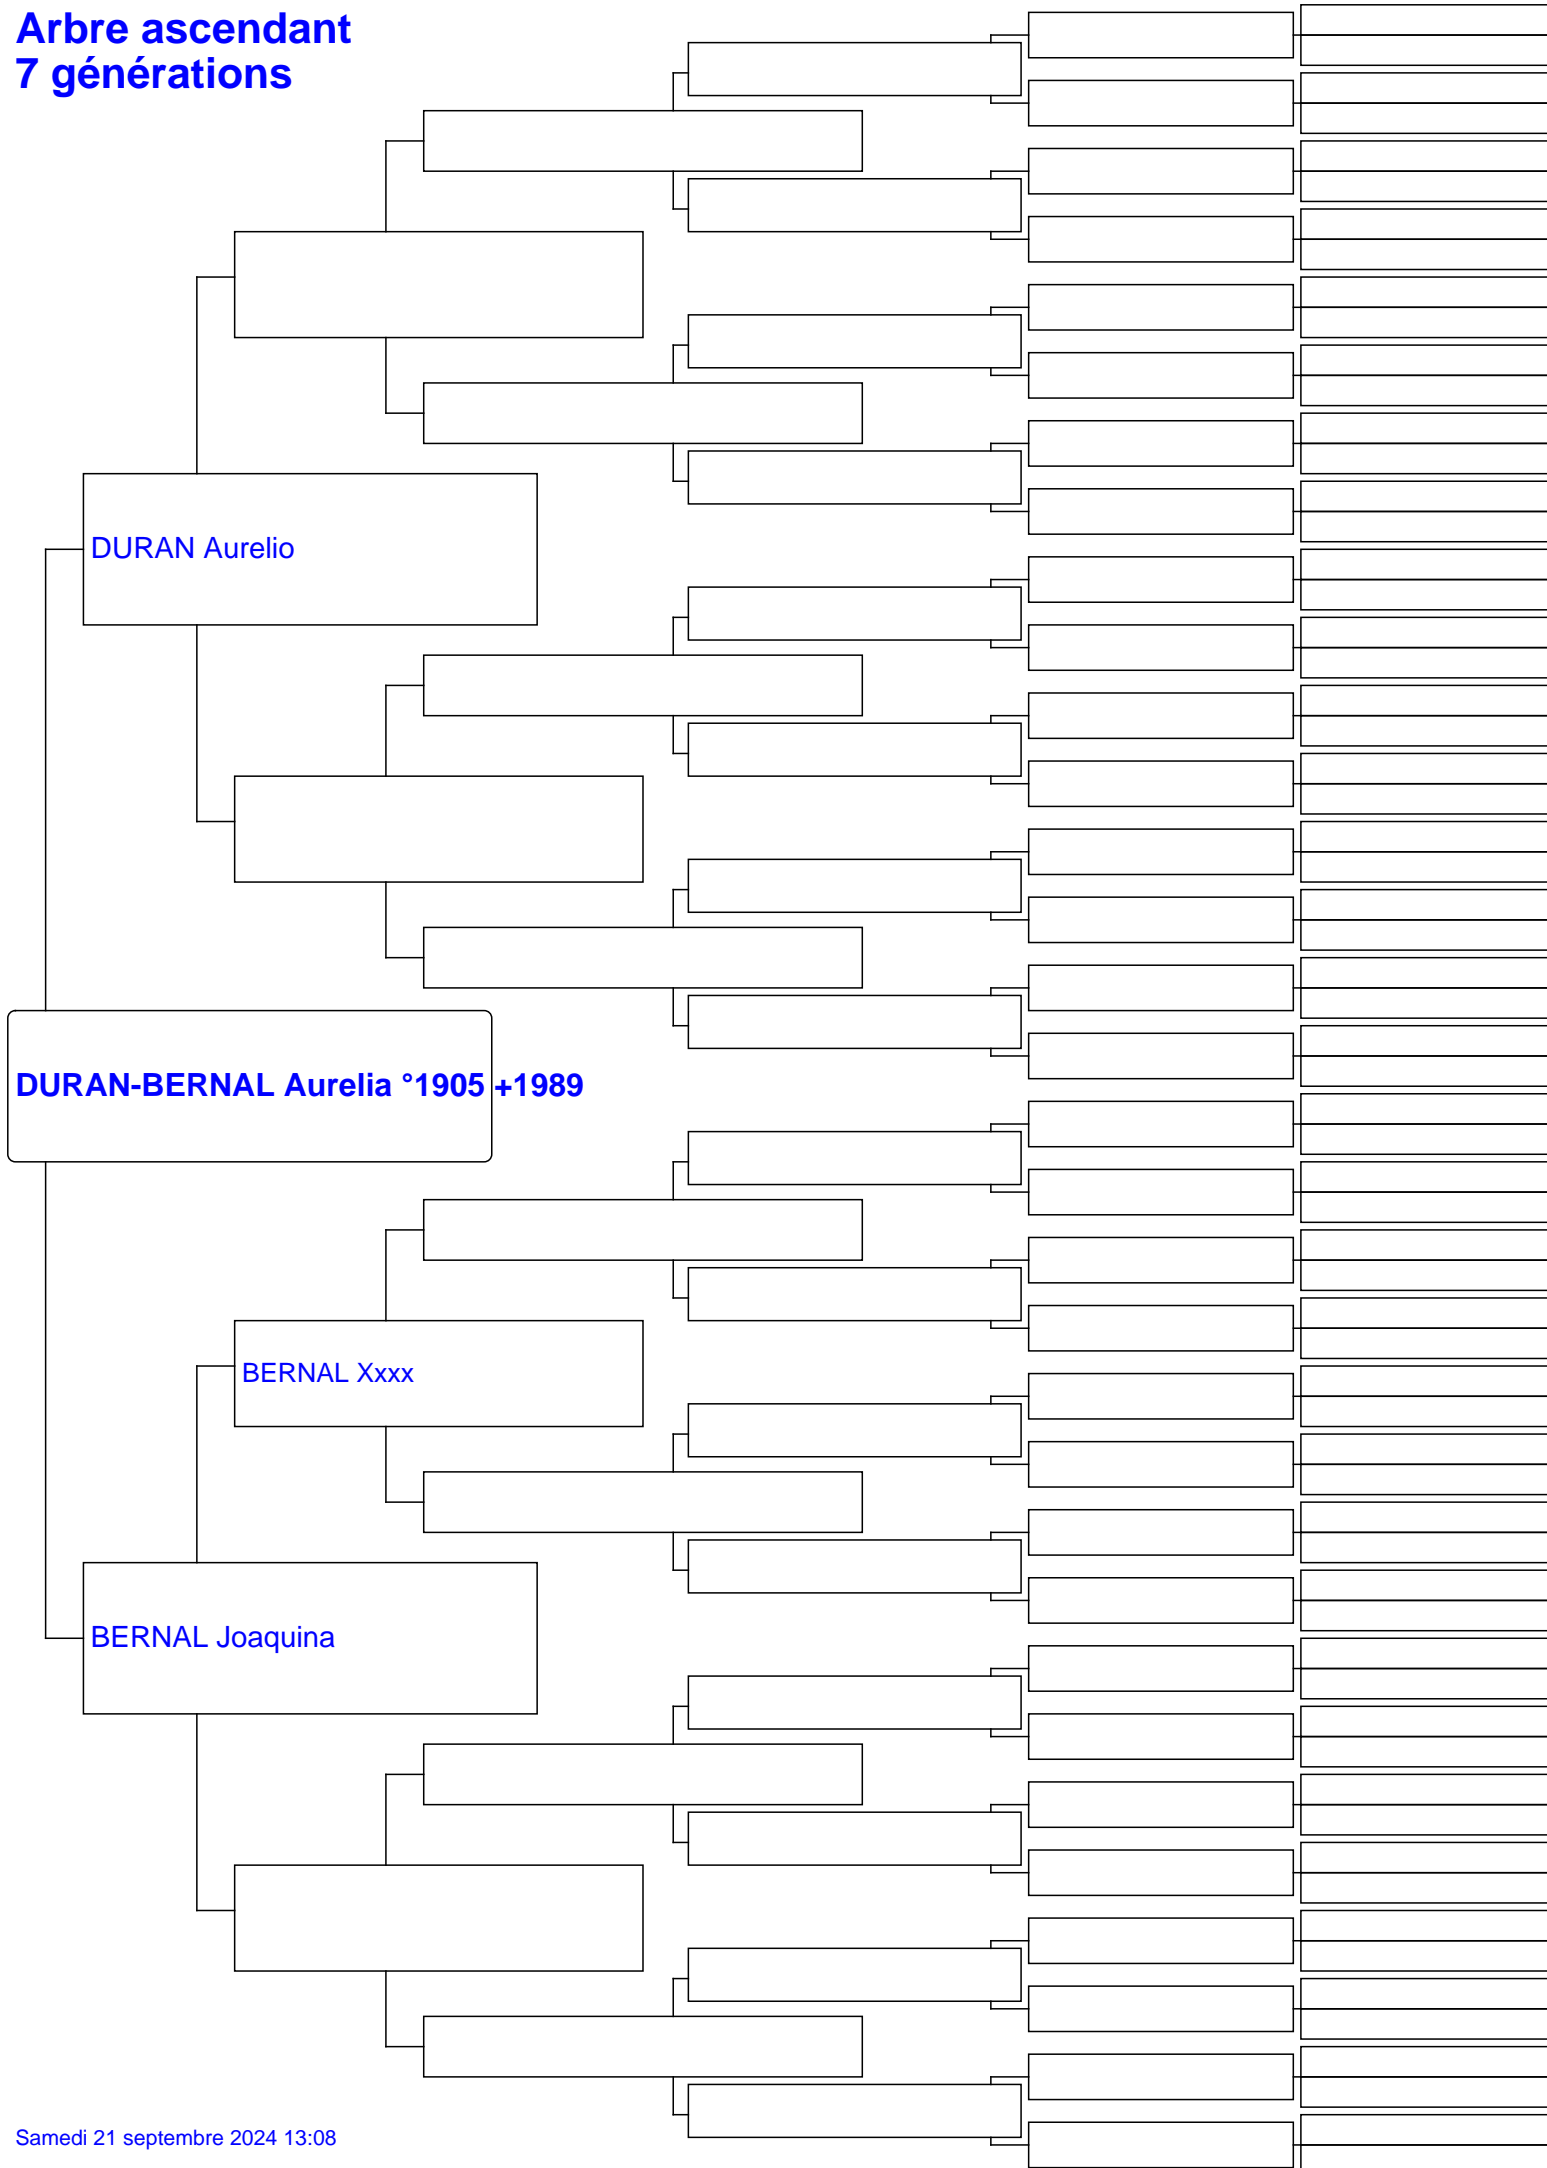 Arbre ascendant
7 générations
DURAN Aurelio
DURAN-BERNAL Aurelia °1905 +1989
BERNAL Xxxx
BERNAL Joaquina
Samedi 21 septembre 2024 13:08